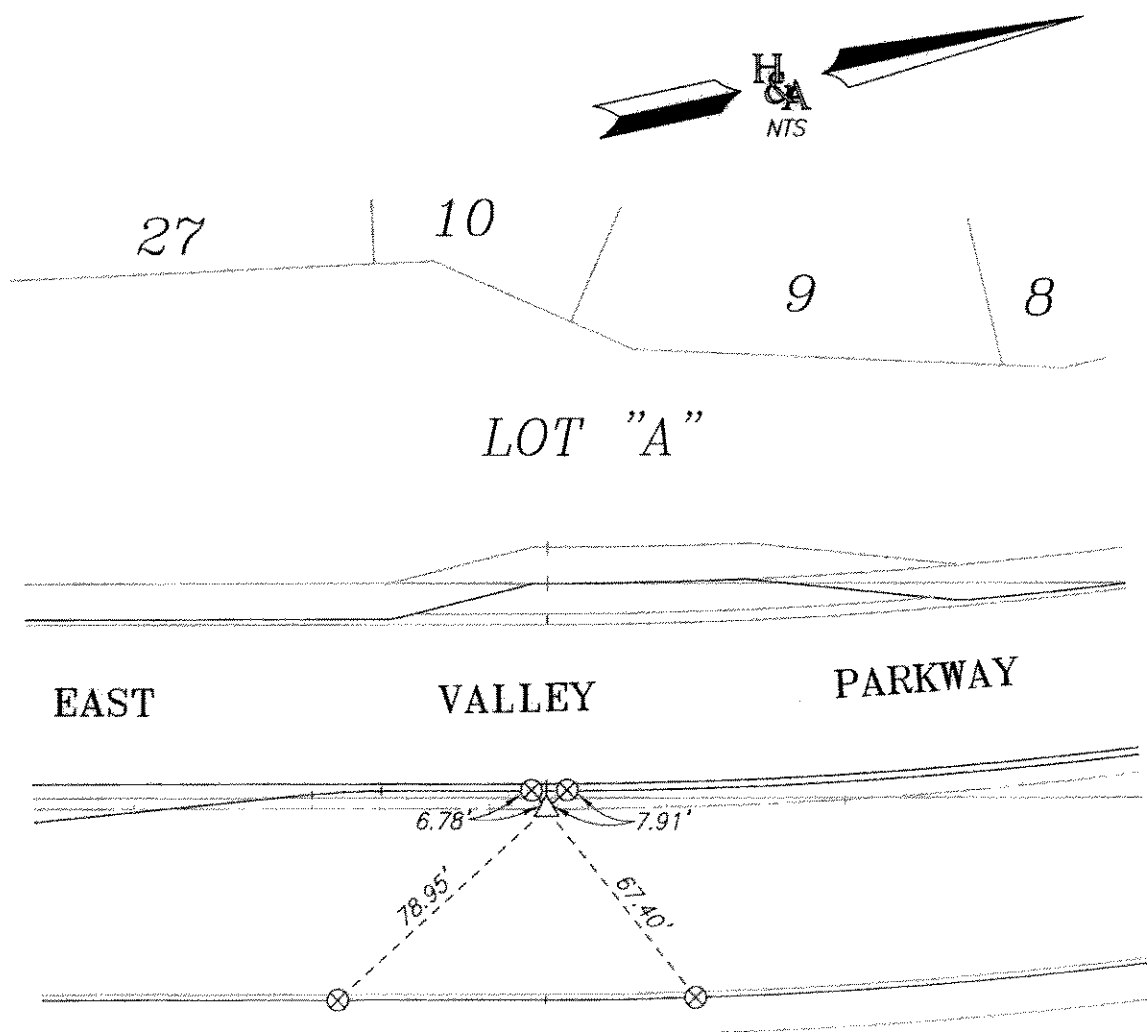 H
&
A
NTS
27
10
9
8
LOT "A"
EAST VALLEY PARKWAY
6.78' 7.91'
78.95' 67.40'